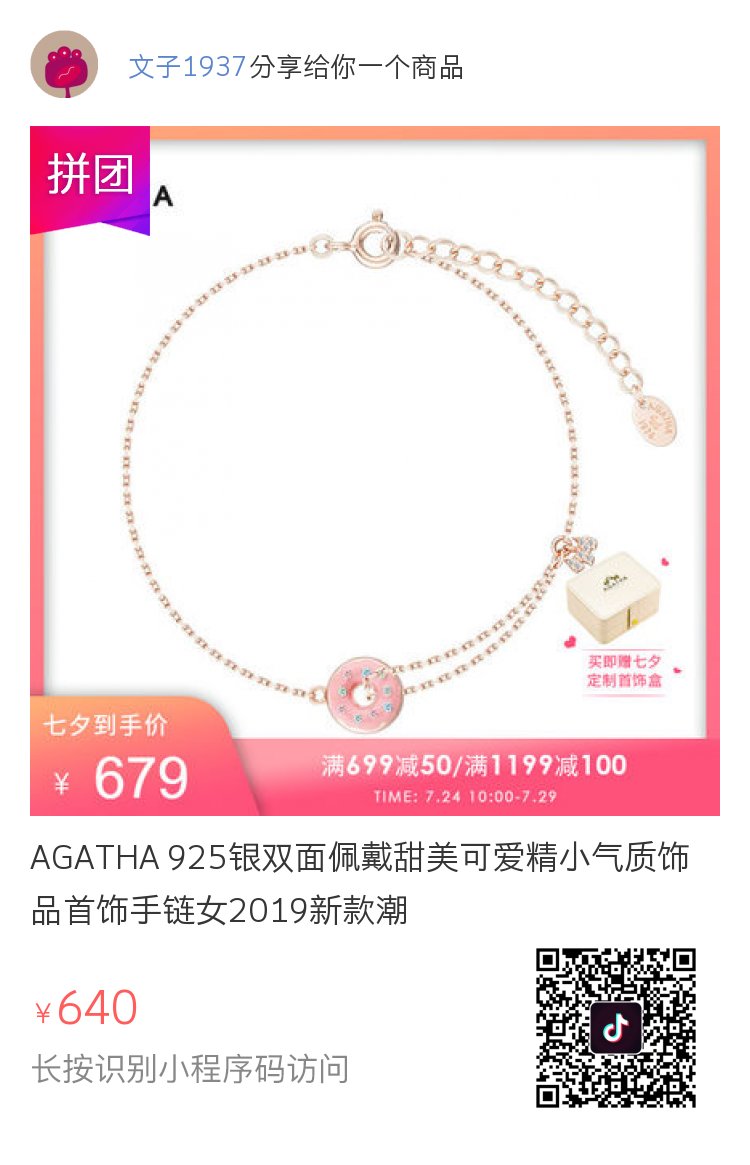 文子1937分享给你一个商品
拼团
A
AGATHA
买即赠七夕
定制首饰盒
七夕到手价
¥ 679
满699减50/满1199减100
TIME: 7.24 10:00-7.29
AGATHA 925银双面佩戴甜美可爱精小气质饰
品首饰手链女2019新款潮
¥640
长按识别小程序码访问